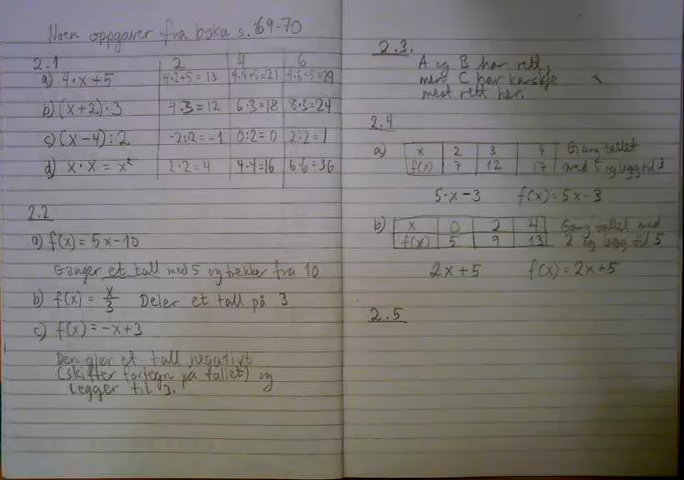 Noen oppgaver fra boka s. 69-70
2.1 2 4 6
a) 4·x+5 4·2+5=13 4·4+5=21 4·6+5=29
b) (x+2)·3 4·3=12 6·3=18 8·3=24
c) (x-4):2 -2:2=-1 0:2=0 2:2=1
d) x·x=x² 2·2=4 4·4=16 6·6=36
2.2
a) f(x)=5x-10
Ganger et tall med 5 og trekker fra 10
b) f(x)=x/3 Deler et tall på 3
c) f(x)=-x+3
Den gjør et tall negativt
(skifter fortegn på tallet) og
legger til 3.
2.3.
A og B har rett,
men C har kanskje
mest rett her.
2.4
a) x 2 3 4 Gang tallet
f(x) 7 12 17 med 5 og legg til 3
5·x-3 f(x)=5x-3
b) x 0 2 4 Gang tallet med
f(x) 5 9 13 2 og legg til 5
2x+5 f(x)=2x+5
2.5